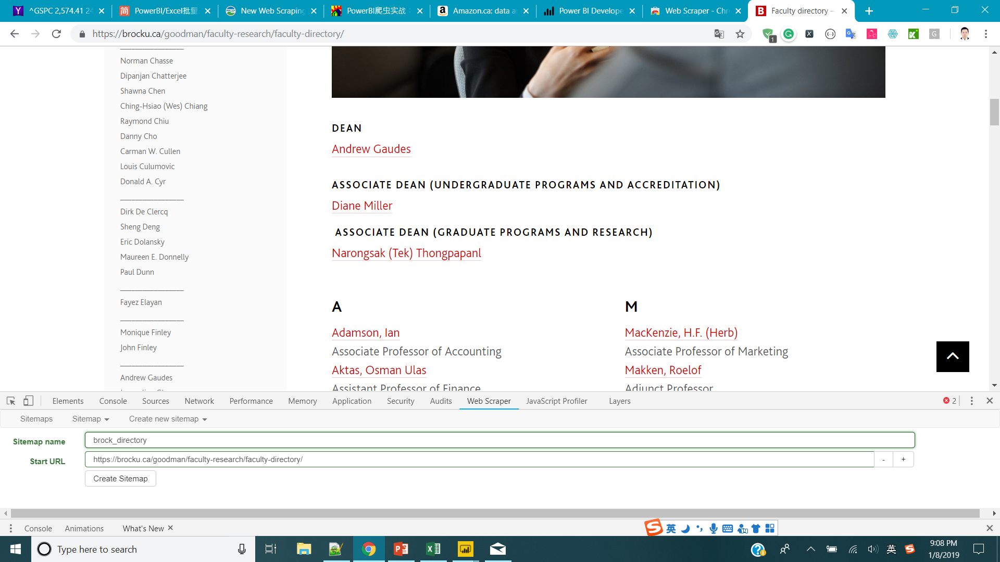 ^GSPC 2,574.41 24
PowerBI/Excel批量
New Web Scraping
PowerBI爬虫实战
Amazon.ca: data a
Power BI Develope
Web Scraper - Chr
Faculty directory –
https://brocku.ca/goodman/faculty-research/faculty-directory/
Norman Chasse
Dipanjan Chatterjee
Shawna Chen
Ching-Hsiao (Wes) Chiang
Raymond Chiu
Danny Cho
Carman W. Cullen
Louis Culumovic
Donald A. Cyr
Dirk De Clercq
Sheng Deng
Eric Dolansky
Maureen E. Donnelly
Paul Dunn
Fayez Elayan
Monique Finley
John Finley
Andrew Gaudes
DEAN
Andrew Gaudes
ASSOCIATE DEAN (UNDERGRADUATE PROGRAMS AND ACCREDITATION)
Diane Miller
ASSOCIATE DEAN (GRADUATE PROGRAMS AND RESEARCH)
Narongsak (Tek) Thongpapanl
A
Adamson, Ian
Associate Professor of Accounting
Aktas, Osman Ulas
Assistant Professor of Finance
M
MacKenzie, H.F. (Herb)
Associate Professor of Marketing
Makken, Roelof
Adjunct Professor
Elements Console Sources Network Performance Memory Application Security Audits Web Scraper JavaScript Profiler Layers 2
Sitemaps Sitemap Create new sitemap
Sitemap name brock_directory
Start URL https://brocku.ca/goodman/faculty-research/faculty-directory/ - +
Create Sitemap
Console Animations What's New
英
Type here to search
英
9:08 PM
1/8/2019